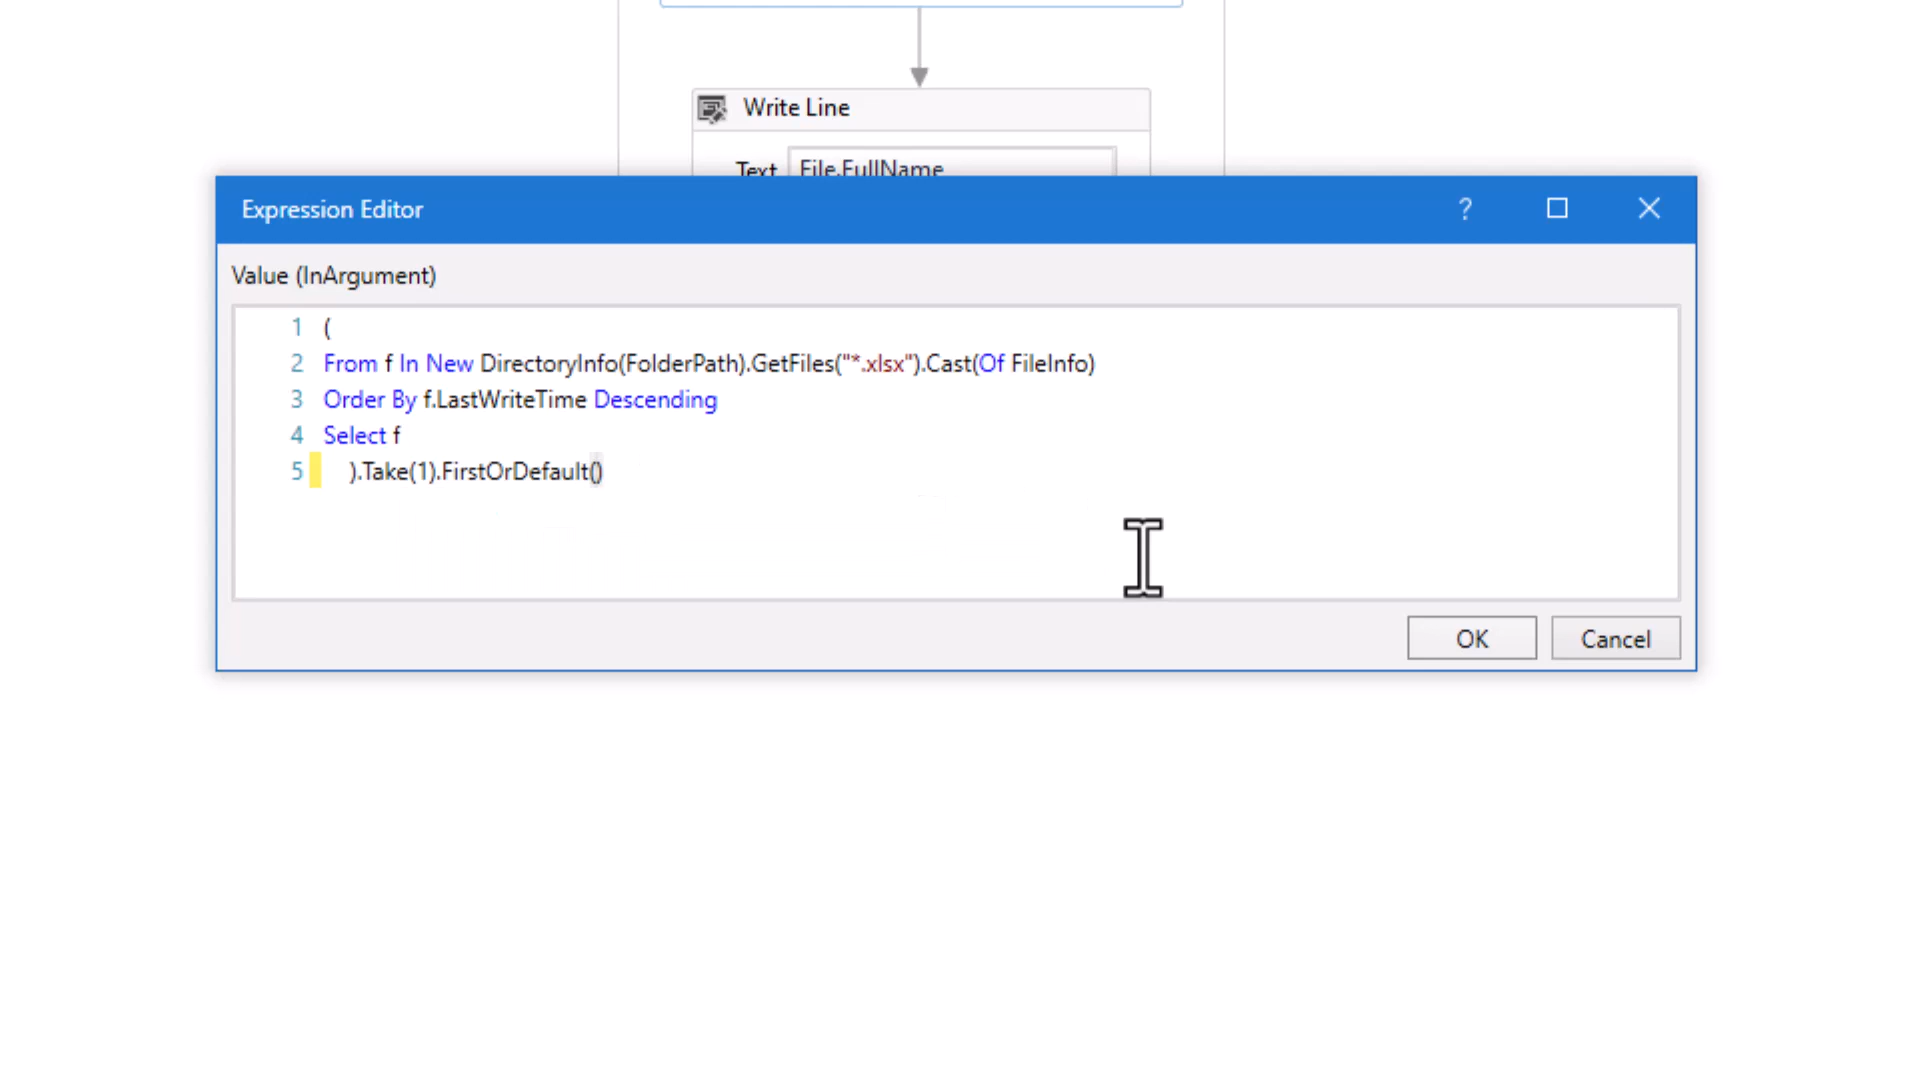 Write Line
Text File.FullName
Expression Editor
?
Value (InArgument)
1 (
2 From f In New DirectoryInfo(FolderPath).GetFiles("*.xlsx").Cast(Of FileInfo)
3 Order By f.LastWriteTime Descending
4 Select f
5 ).Take(1).FirstOrDefault()
OK Cancel